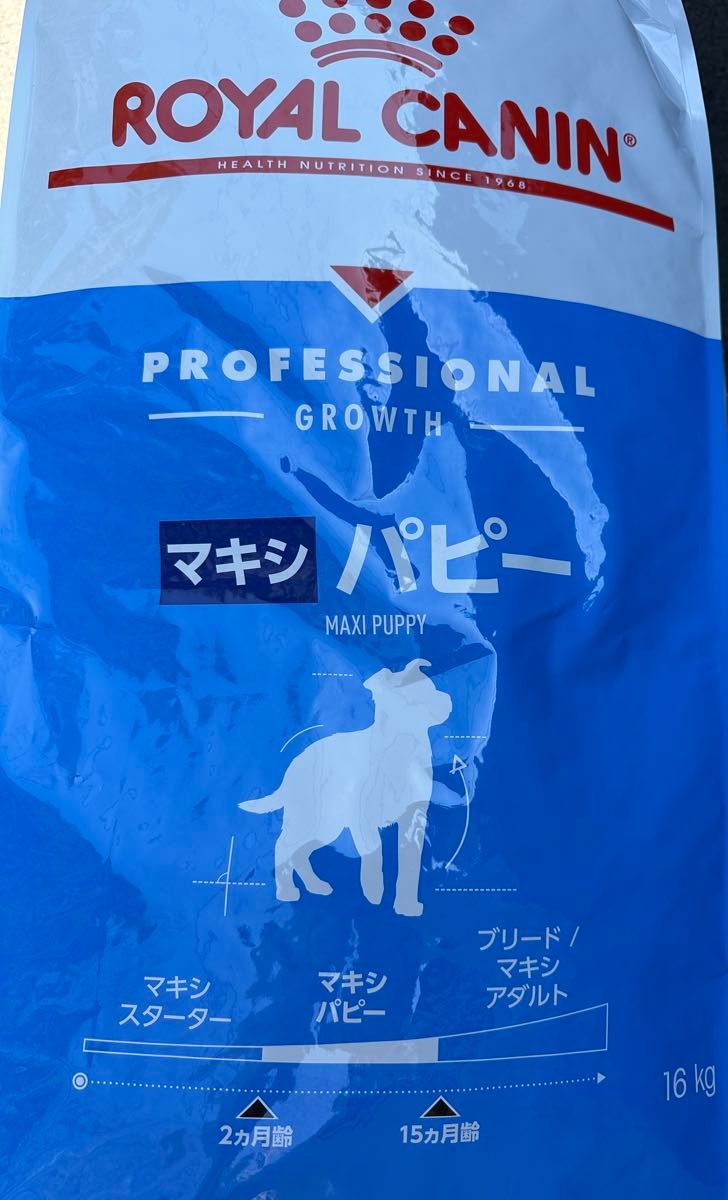 ROYAL CANIN®
HEALTH NUTRITION SINCE 1968
PROFESSIONAL
GROWTH
マキシ パピー
MAXI PUPPY
マキシ
スターター
マキシ
パピー
ブリード /
マキシ
アダルト
16 kg
2ヵ月齢
15ヵ月齢